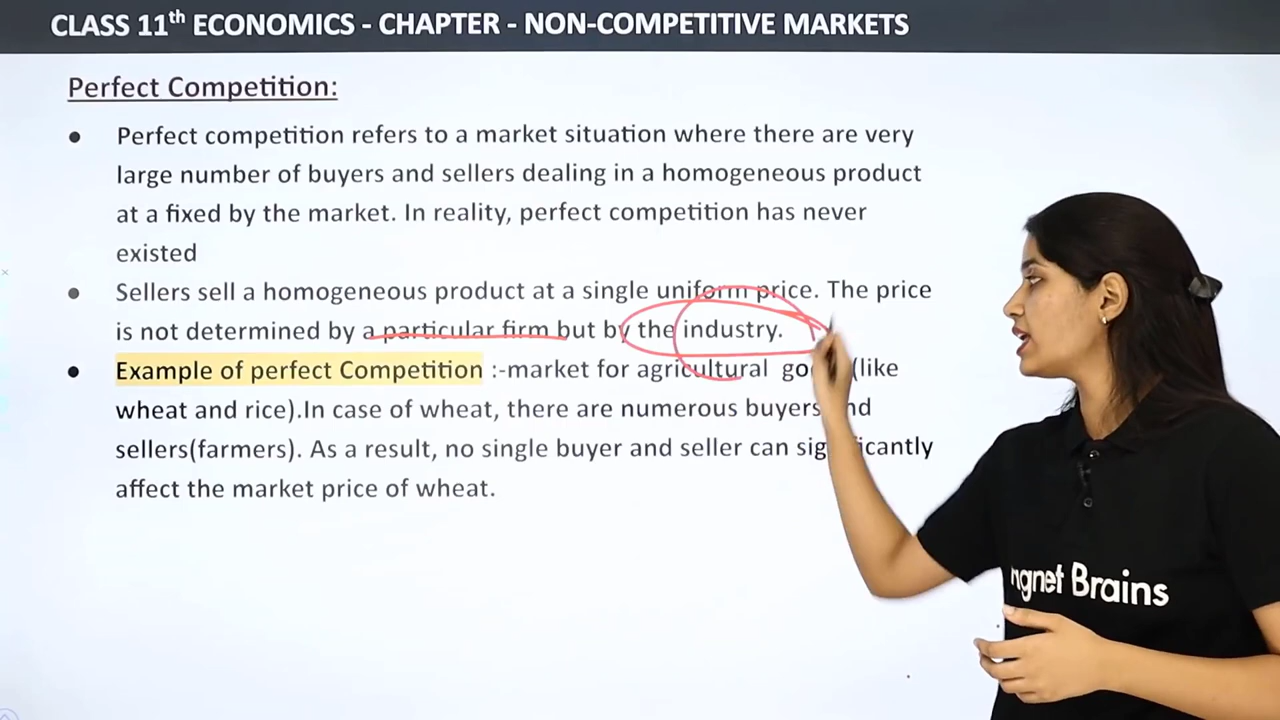 CLASS 11th ECONOMICS - CHAPTER - NON-COMPETITIVE MARKETS
Perfect Competition:
● Perfect competition refers to a market situation where there are very
large number of buyers and sellers dealing in a homogeneous product
at a fixed by the market. In reality, perfect competition has never
existed
● Sellers sell a homogeneous product at a single uniform price. The price
is not determined by a particular firm but by the industry.
● Example of perfect Competition :-market for agricultural (like
wheat and rice).In case of wheat, there are numerous buyers
sellers(farmers). As a result, no single buyer and seller can significantly
affect the market price of wheat.
Brains